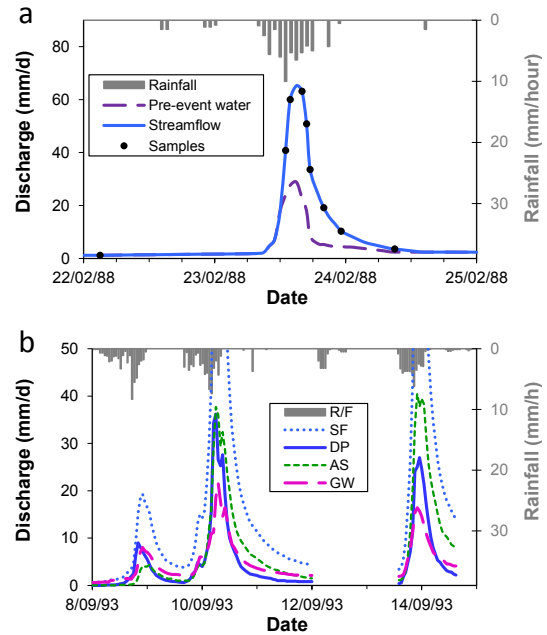 a
80
60
40
20
0
Discharge (mm/d)
Rainfall
Pre-event water
Streamflow
Samples
0
10
20
30
Rainfall (mm/hour)
22/02/88 23/02/88 24/02/88 25/02/88
Date
b
50
40
30
20
10
0
Discharge (mm/d)
R/F
SF
DP
AS
GW
0
10
20
30
Rainfall (mm/h)
8/09/93 10/09/93 12/09/93 14/09/93
Date